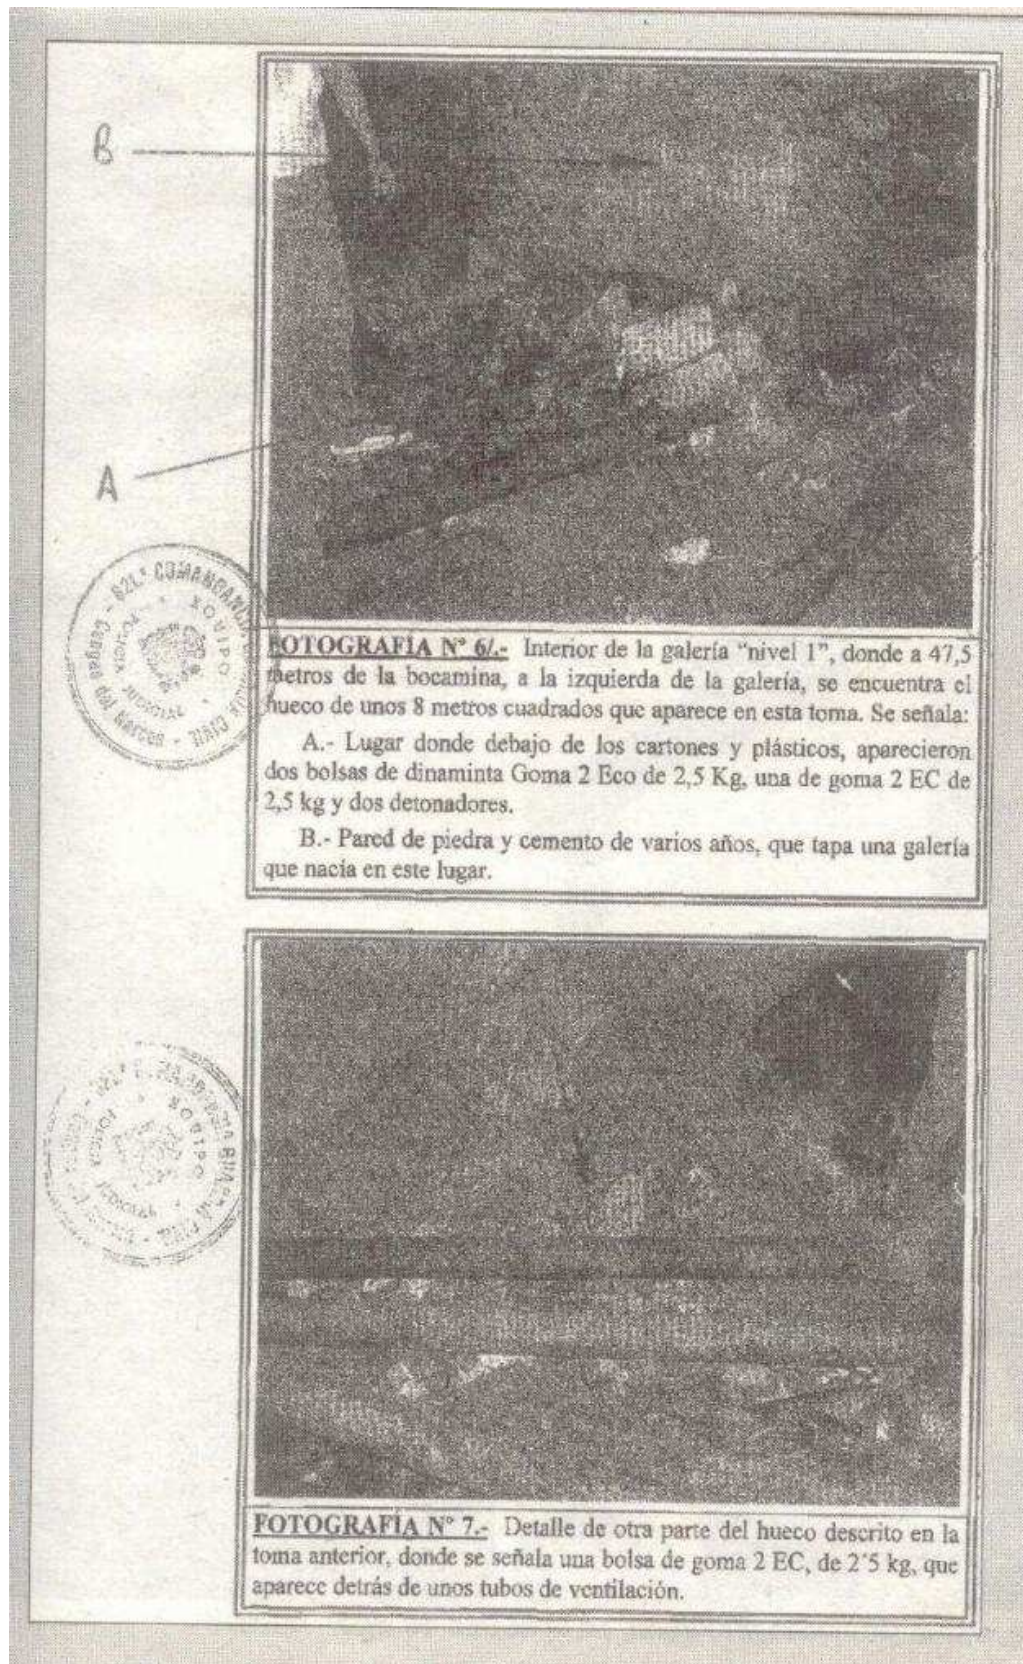 B
A
FOTOGRAFÍA Nº 6/.- Interior de la galería "nivel 1", donde a 47,5
metros de la bocamina, a la izquierda de la galería, se encuentra el
hueco de unos 8 metros cuadrados que aparece en esta toma. Se señala:
A.- Lugar donde debajo de los cartones y plásticos, aparecieron
dos bolsas de dinaminta Goma 2 Eco de 2,5 Kg, una de goma 2 EC de
2,5 kg y dos detonadores.
B.- Pared de piedra y cemento de varios años, que tapa una galería
que nacía en este lugar.
EQUIPO
POLICIA JUDICIAL
FOTOGRAFÍA Nº 7.- Detalle de otra parte del hueco descrito en la
toma anterior, donde se señala una bolsa de goma 2 EC, de 2´5 kg, que
aparece detrás de unos tubos de ventilación.